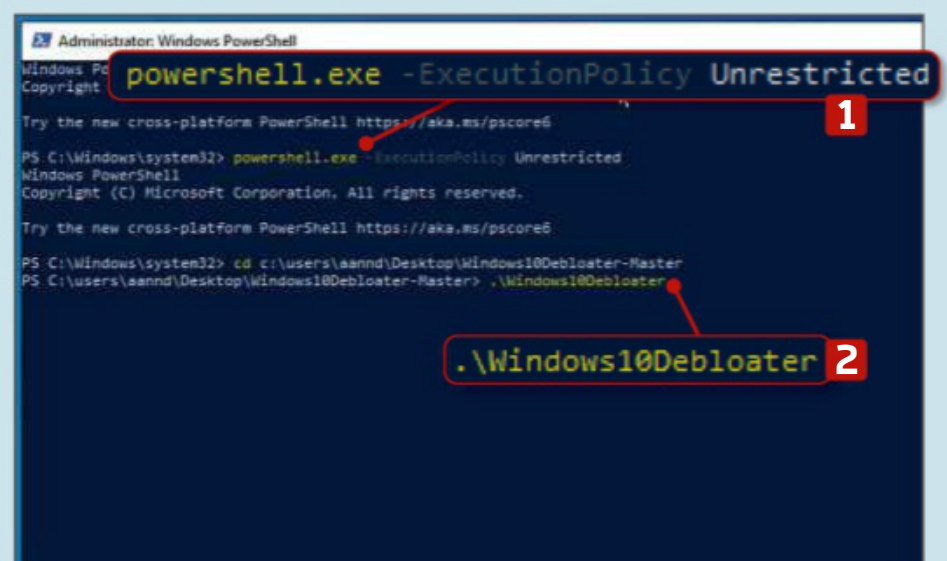 Administrator: Windows PowerShell
Windows Po
powershell.exe -ExecutionPolicy Unrestricted
Copyright
1
Try the new cross-platform PowerShell https://aka.ms/pscore6
PS C:\Windows\system32> powershell.exe -ExecutionPolicy Unrestricted
Windows PowerShell
Copyright (C) Microsoft Corporation. All rights reserved.
Try the new cross-platform PowerShell https://aka.ms/pscore6
PS C:\Windows\system32> cd c:\users\aannd\Desktop\Windows10Debloater-Master
PS C:\users\aannd\Desktop\Windows10Debloater-Master> .\Windows10Debloater
.\Windows10Debloater 2